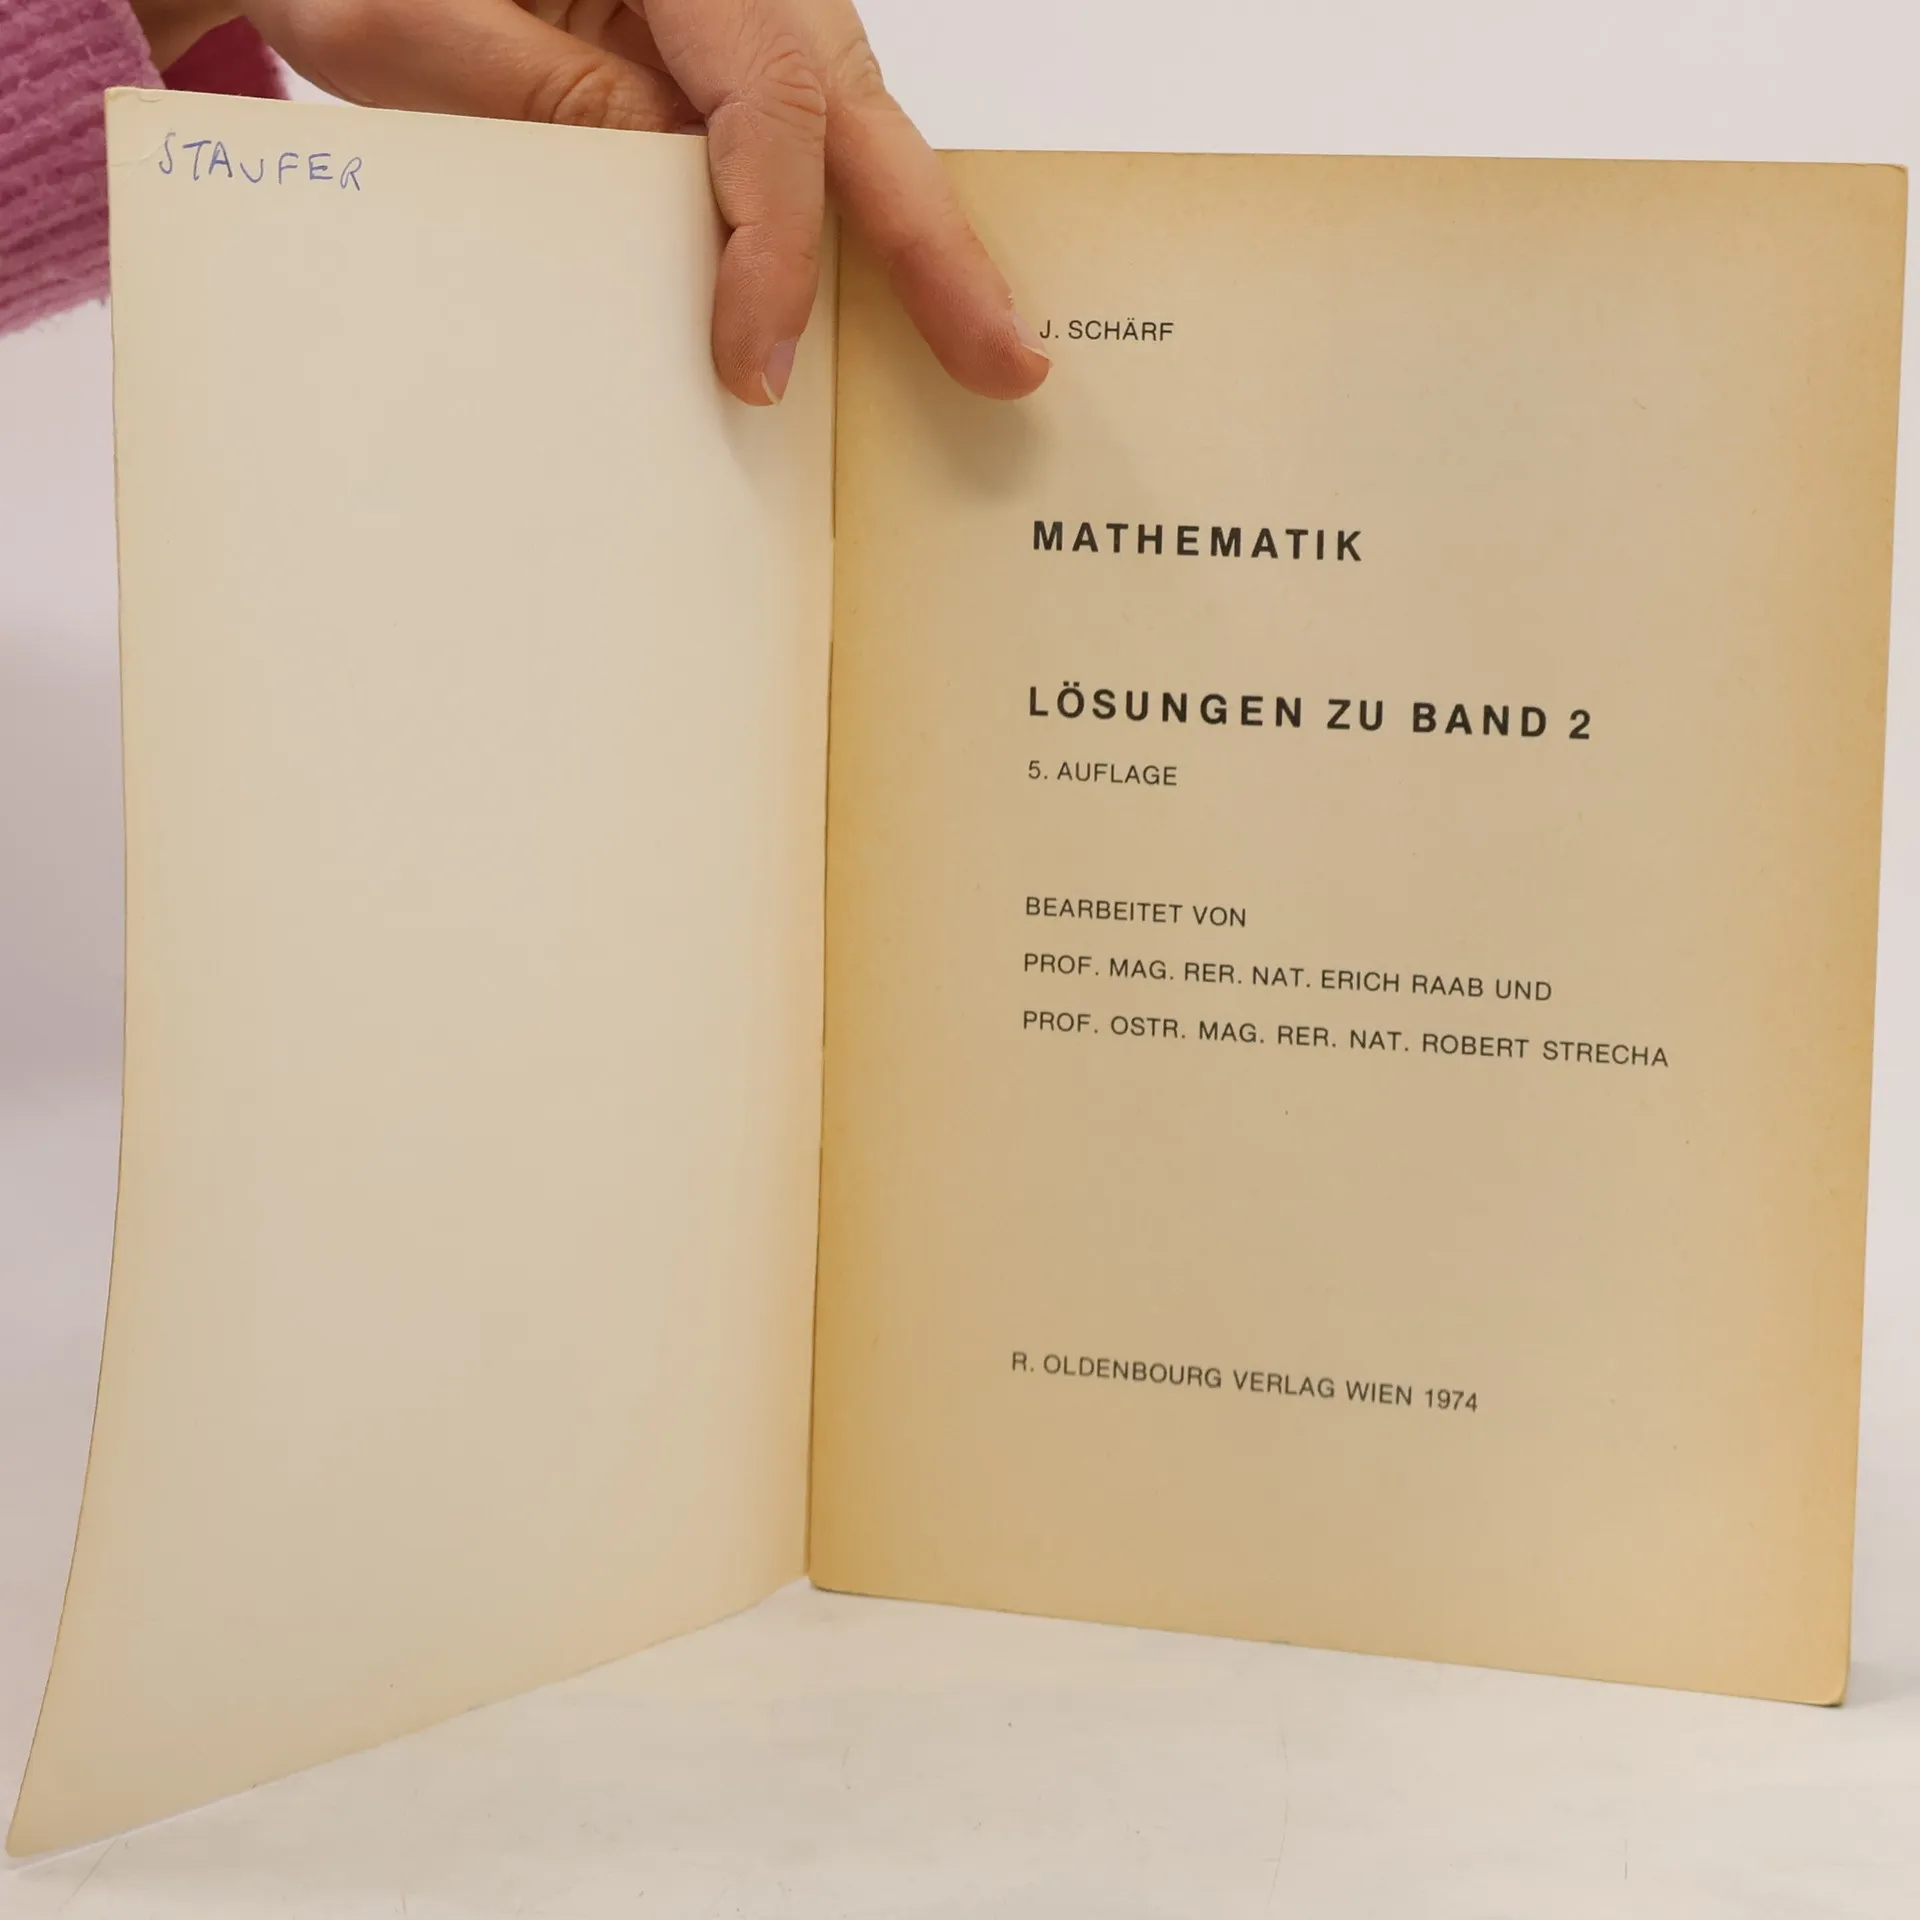 STAUFER
J. SCHÄRF
MATHEMATIK
LÖSUNGEN ZU BAND 2
5. AUFLAGE
BEARBEITET VON
PROF. MAG. RER. NAT. ERICH RAAB UND
PROF. OSTR. MAG. RER. NAT. ROBERT STRECHA
R. OLDENBOURG VERLAG WIEN 1974